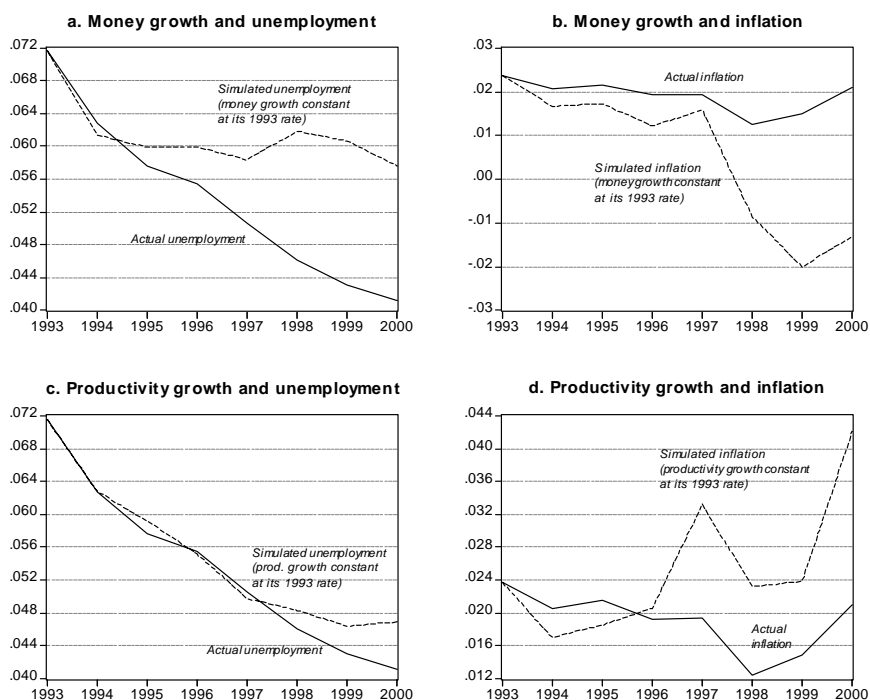 a. Money growth and unemployment
.072
.068
.064
.060
.056
.052
.048
.044
.040
Simulated unemployment
(money growth constant
at its 1993 rate)
Actual unemployment
1993 1994 1995 1996 1997 1998 1999 2000
b. Money growth and inflation
.03
.02
.01
.00
-.01
-.02
-.03
Actual inflation
Simulated inflation
(money growth constant
at its 1993 rate)
1993 1994 1995 1996 1997 1998 1999 2000
c. Productivity growth and unemployment
.072
.068
.064
.060
.056
.052
.048
.044
.040
Simulated unemployment
(prod. growth constant
at its 1993 rate)
Actual unemployment
1993 1994 1995 1996 1997 1998 1999 2000
d. Productivity growth and inflation
.044
.040
.036
.032
.028
.024
.020
.016
.012
Simulated inflation
(productivity growth constant
at its 1993 rate)
Actual
inflation
1993 1994 1995 1996 1997 1998 1999 2000